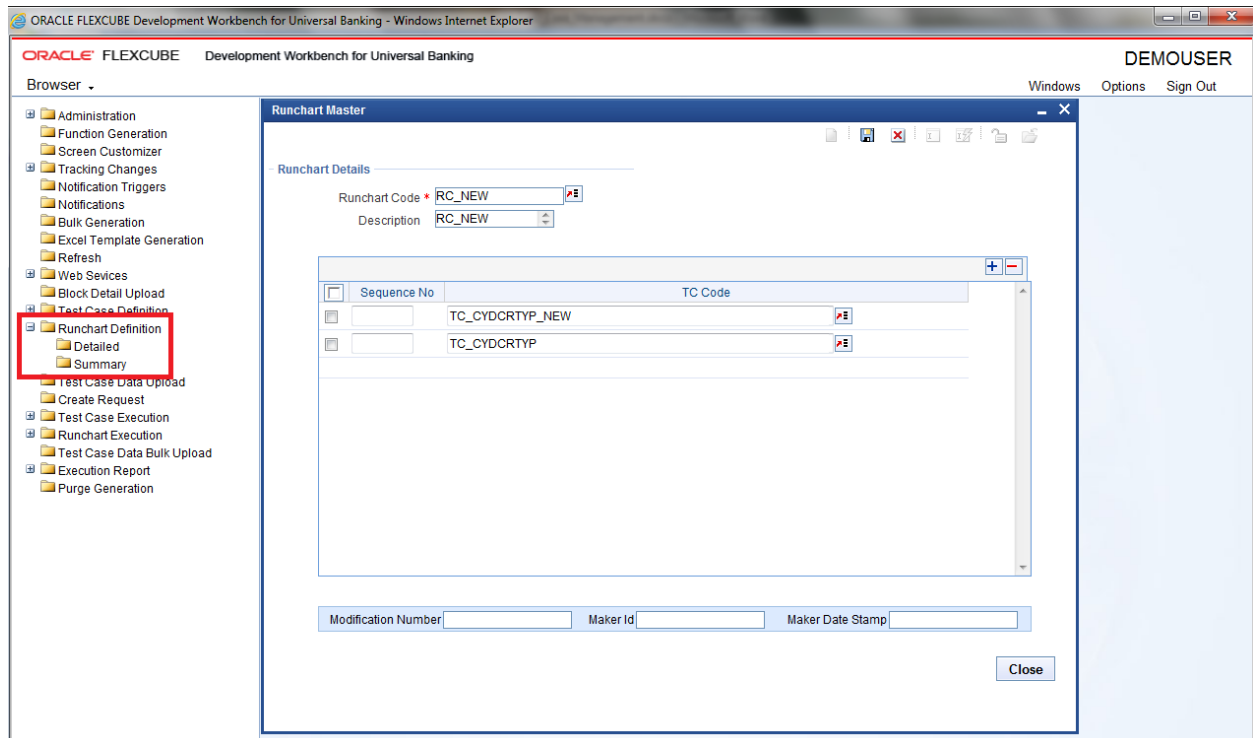 ORACLE FLEXCUBE Development Workbench for Universal Banking - Windows Internet Explorer
ORACLE FLEXCUBE Development Workbench for Universal Banking
DEMOUSER
Browser
Windows Options Sign Out
Administration
Function Generation
Screen Customizer
Tracking Changes
Notification Triggers
Notifications
Bulk Generation
Excel Template Generation
Refresh
Web Sevices
Block Detail Upload
Test Case Definition
Runchart Definition
Detailed
Summary
Test Case Data Upload
Create Request
Test Case Execution
Runchart Execution
Test Case Data Bulk Upload
Execution Report
Purge Generation
Runchart Master
Runchart Details
Runchart Code * RC_NEW
Description RC_NEW
Sequence No TC Code
TC_CYDCRTYP_NEW
TC_CYDCRTYP
Modification Number Maker Id Maker Date Stamp
Close